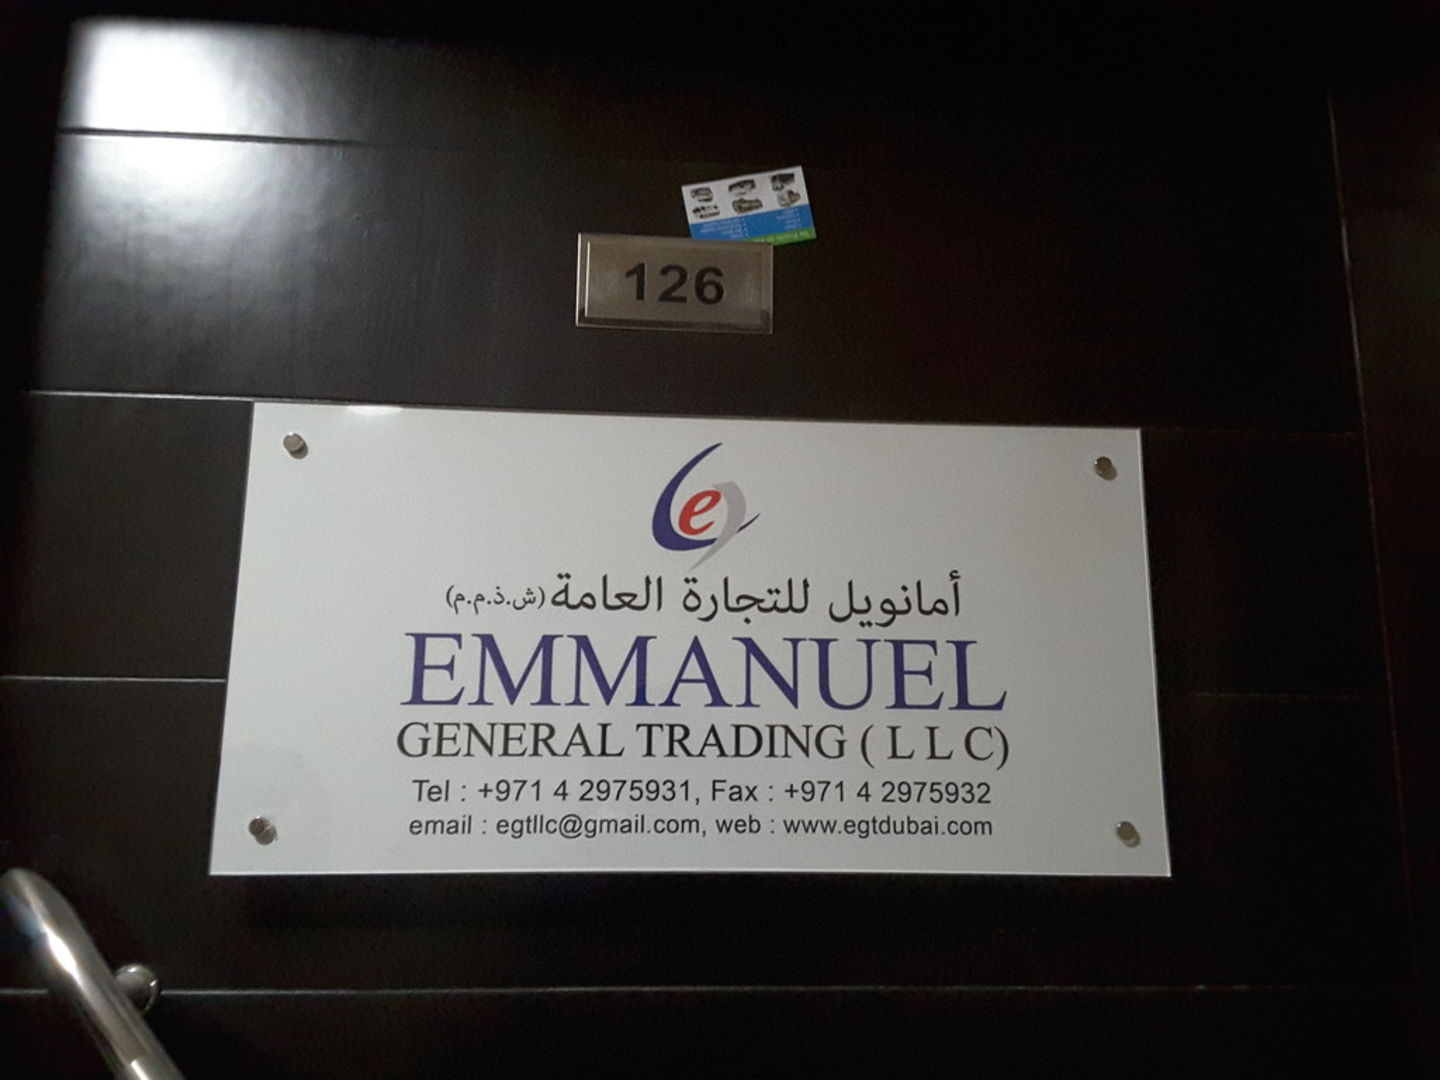 126
e
أمانويل للتجارة العامة (ش.ذ.م.م)
EMMANUEL
GENERAL TRADING ( L L C)
Tel : +971 4 2975931, Fax : +971 4 2975932
email : egtllc@gmail.com, web : www.egtdubai.com